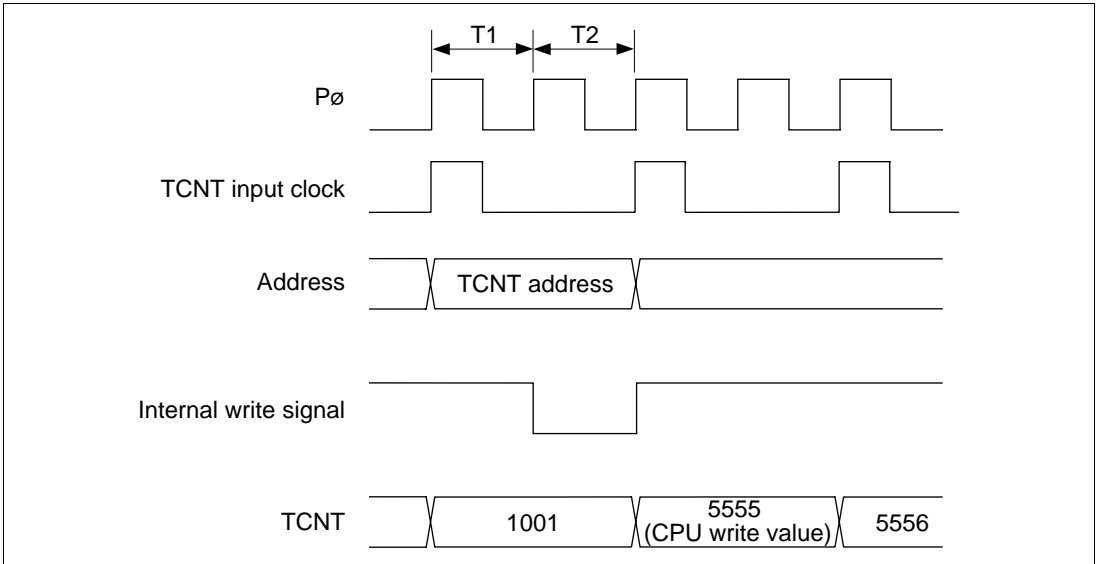 T1 T2
Pø
TCNT input clock
Address TCNT address
Internal write signal
TCNT 1001 5555 5556
(CPU write value)